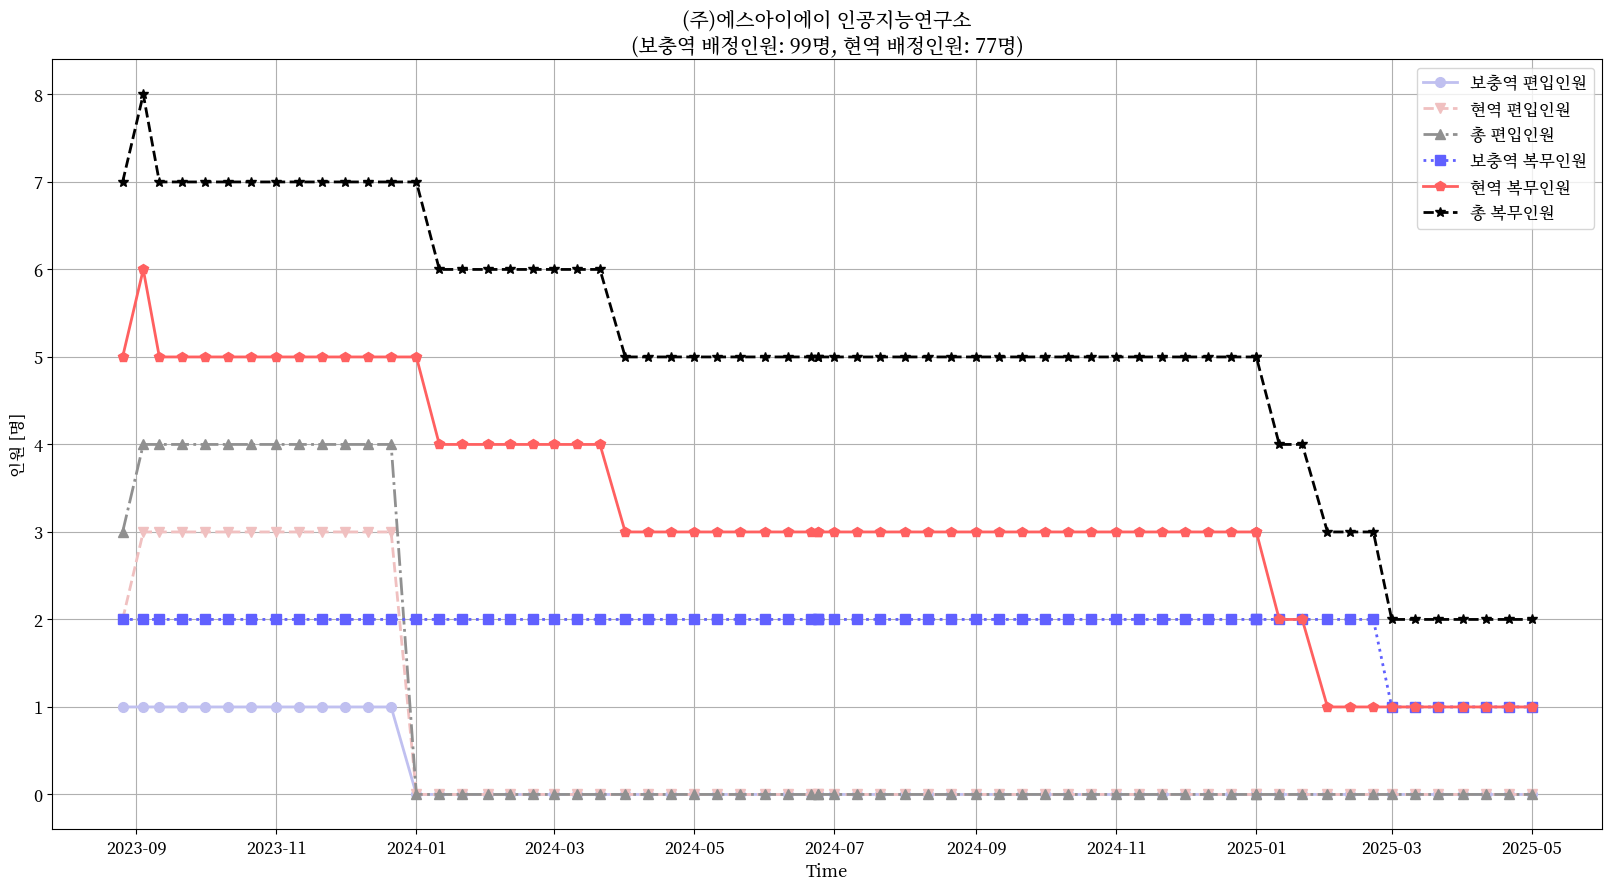 (주)에스아이에이 인공지능연구소
(보충역 배정인원: 99명, 현역 배정인원: 77명)
보충역 편입인원
현역 편입인원
총 편입인원
보충역 복무인원
현역 복무인원
총 복무인원
인원 [명]
8
7
6
5
4
3
2
1
0
2023-09 2023-11 2024-01 2024-03 2024-05 2024-07 2024-09 2024-11 2025-01 2025-03 2025-05
Time